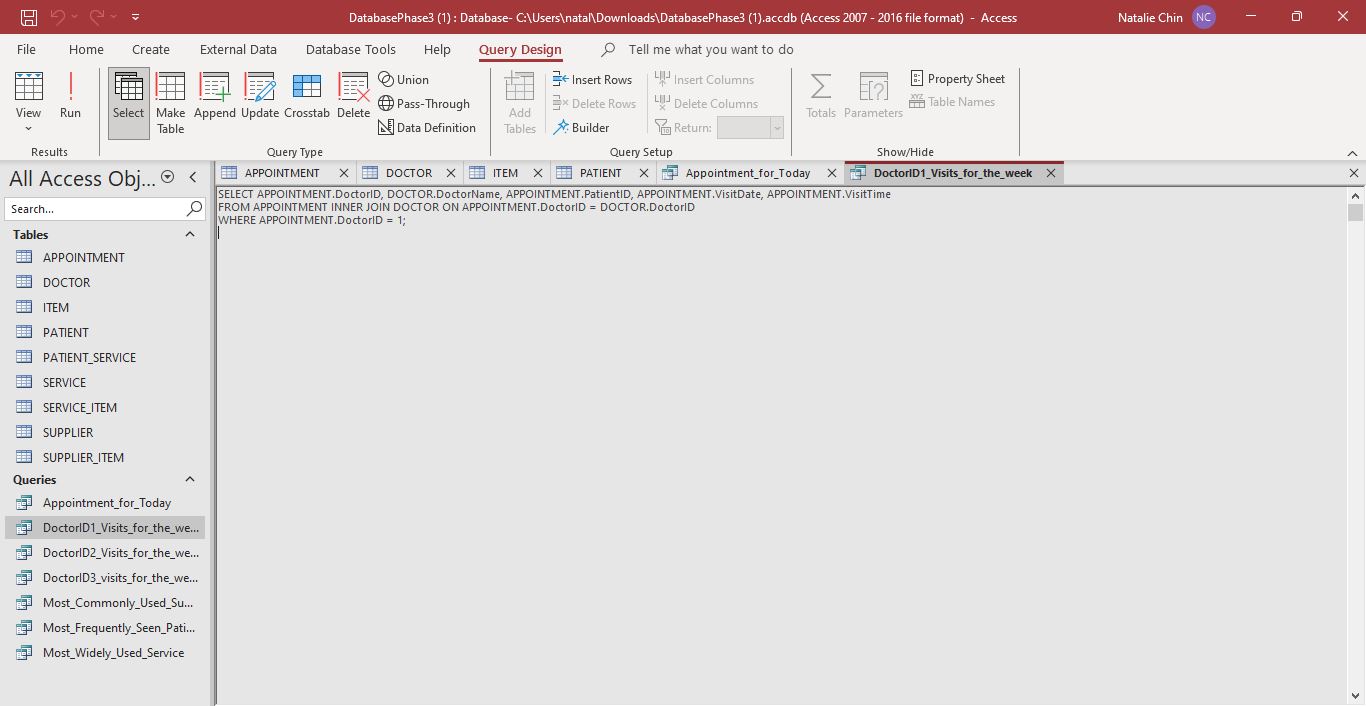 DatabasePhase3 (1) : Database- C:\Users\natal\Downloads\DatabasePhase3 (1).accdb (Access 2007 - 2016 file format) - Access
Natalie Chin
NC
File Home Create External Data Database Tools Help Query Design Tell me what you want to do
View
Run
Results
Select
Make Table
Append
Update
Crosstab
Delete
Union
Pass-Through
Data Definition
Query Type
Add Tables
Insert Rows
Delete Rows
Builder
Insert Columns
Delete Columns
Return:
Query Setup
Totals
Parameters
Property Sheet
Table Names
Show/Hide
All Access Obj...
Search...
Tables
APPOINTMENT
DOCTOR
ITEM
PATIENT
PATIENT_SERVICE
SERVICE
SERVICE_ITEM
SUPPLIER
SUPPLIER_ITEM
Queries
Appointment_for_Today
DoctorID1_Visits_for_the_we...
DoctorID2_Visits_for_the_we...
DoctorID3_visits_for_the_we...
Most_Commonly_Used_Su...
Most_Frequently_Seen_Pati...
Most_Widely_Used_Service
APPOINTMENT DOCTOR ITEM PATIENT Appointment_for_Today DoctorID1_Visits_for_the_week
SELECT APPOINTMENT.DoctorID, DOCTOR.DoctorName, APPOINTMENT.PatientID, APPOINTMENT.VisitDate, APPOINTMENT.VisitTime
FROM APPOINTMENT INNER JOIN DOCTOR ON APPOINTMENT.DoctorID = DOCTOR.DoctorID
WHERE APPOINTMENT.DoctorID = 1;